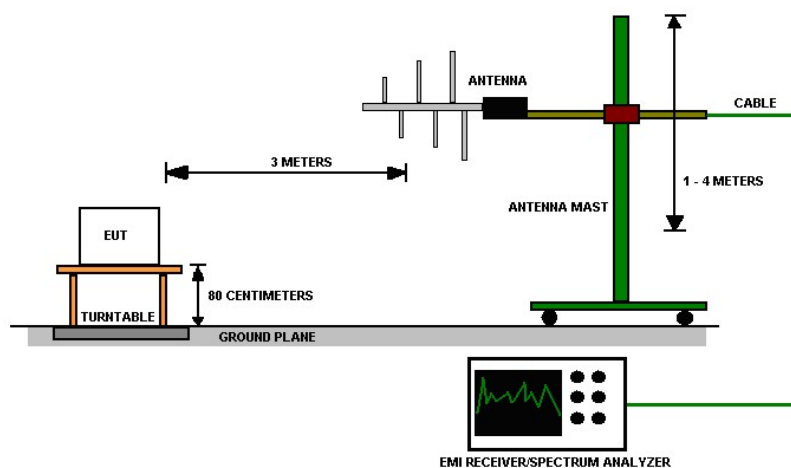 ANTENNA
CABLE
3 METERS
1 - 4 METERS
ANTENNA MAST
EUT
80 CENTIMETERS
TURNTABLE
GROUND PLANE
EMI RECEIVER/SPECTRUM ANALYZER